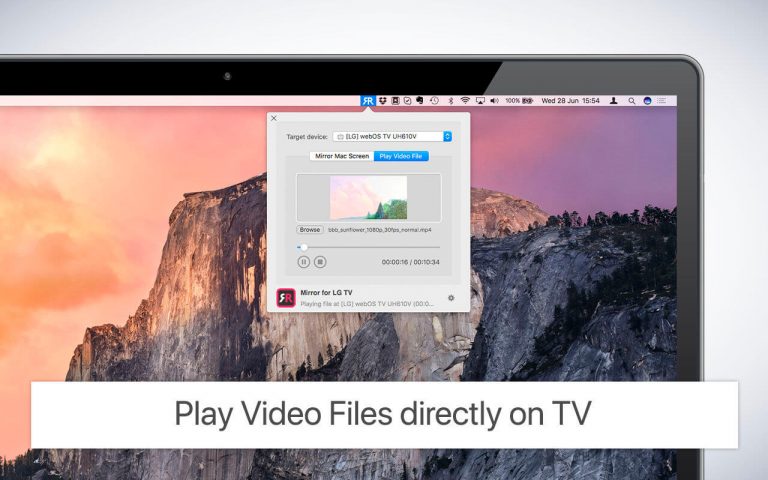 100% Wed 28 Jun 15:54
Target device: [LG] webOS TV UH610V
Mirror Mac Screen Play Video File
Browse bbb_sunflower_1080p_30fps_normal.mp4
00:00:16 / 00:10:34
Mirror for LG TV
Playing file at [LG] webOS TV UH610V (00:0...
Play Video Files directly on TV